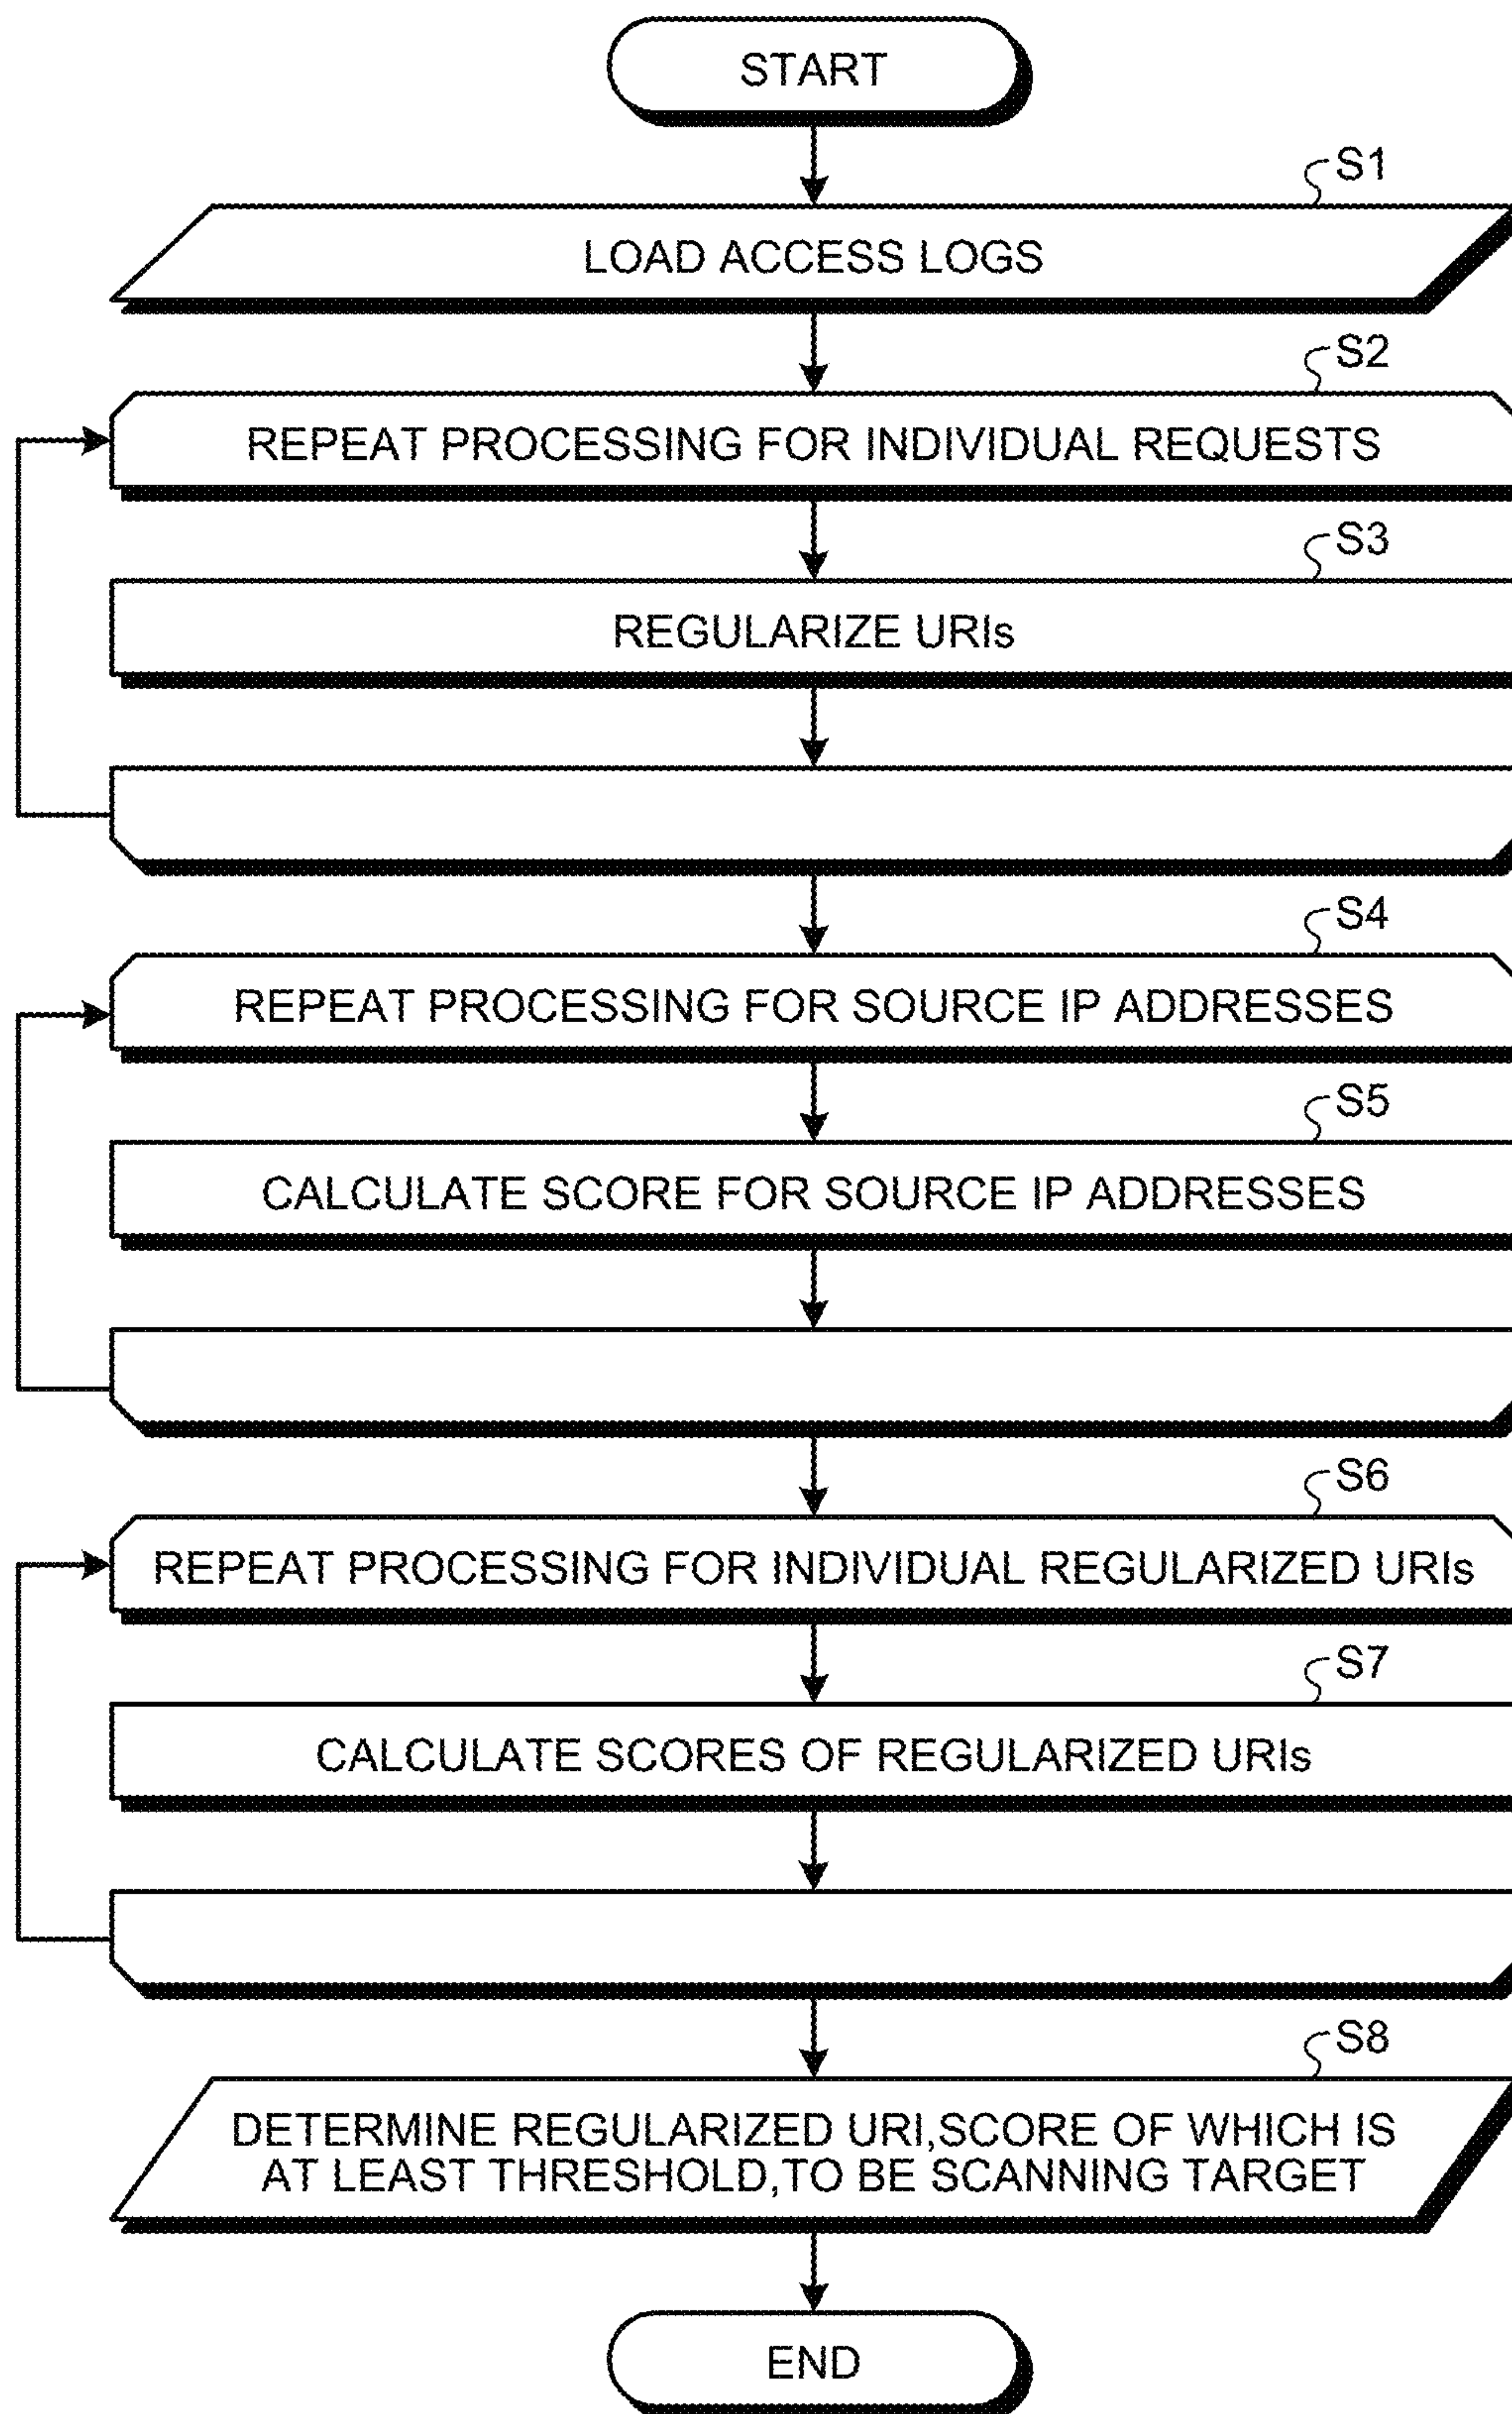 START
S1
LOAD ACCESS LOGS
S2
REPEAT PROCESSING FOR INDIVIDUAL REQUESTS
S3
REGULARIZE URIs
S4
REPEAT PROCESSING FOR SOURCE IP ADDRESSES
S5
CALCULATE SCORE FOR SOURCE IP ADDRESSES
S6
REPEAT PROCESSING FOR INDIVIDUAL REGULARIZED URIs
S7
CALCULATE SCORES OF REGULARIZED URIs
S8
DETERMINE REGULARIZED URI,SCORE OF WHICH IS
AT LEAST THRESHOLD,TO BE SCANNING TARGET
END